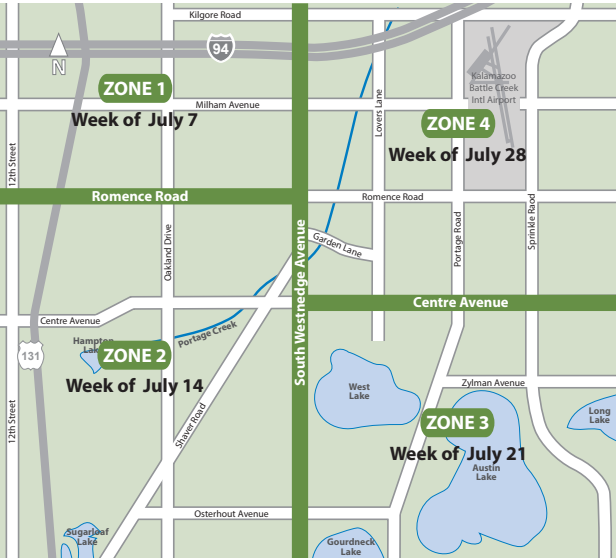 Kilgore Road
94
N
ZONE 1
Milham Avenue
Week of July 7
Kalamazoo
Battle Creek
Intl Airport
Lovers Lane
ZONE 4
Week of July 28
12th Street
Romence Road
Romence Road
Oakland Drive
South Westnedge Avenue
Garden Lane
Portage Road
Sprinkle Raod
Centre Avenue
Centre Avenue
Portage Creek
Hampton
Lake
ZONE 2
131
Week of July 14
12th Street
Shaver Road
West
Lake
Zylman Avenue
ZONE 3
Week of July 21
Long
Lake
Austin
Lake
Osterhout Avenue
Sugarloaf
Lake
Gourdneck
Lake